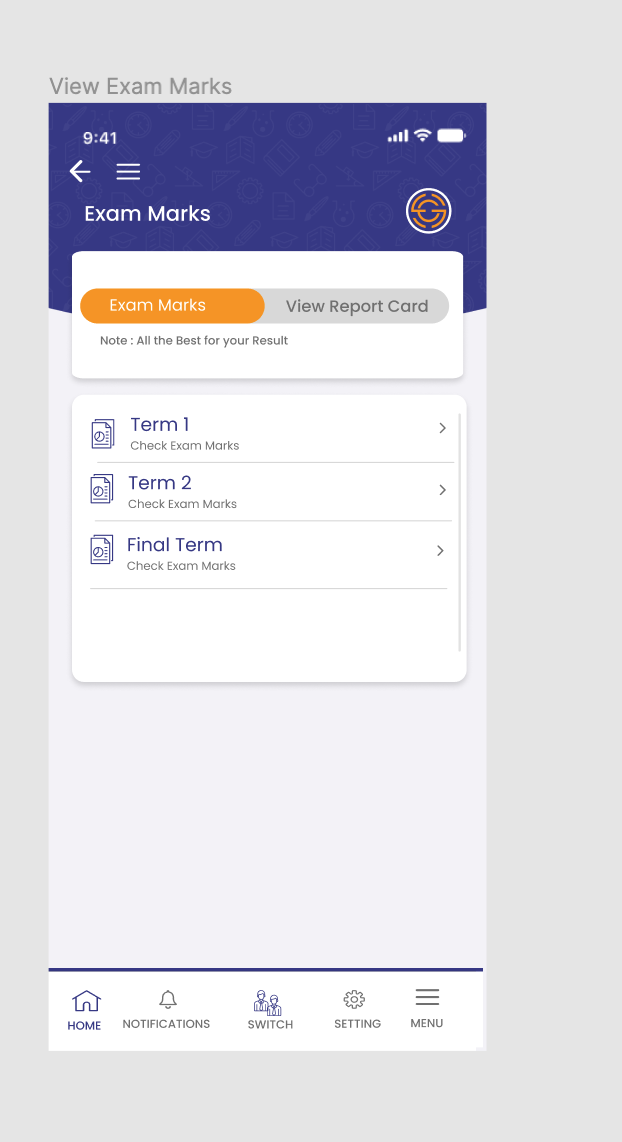 View Exam Marks
9:41
Exam Marks
Exam Marks
View Report Card
Note : All the Best for your Result
Term 1
Check Exam Marks
Term 2
Check Exam Marks
Final Term
Check Exam Marks
HOME
NOTIFICATIONS
SWITCH
SETTING
MENU